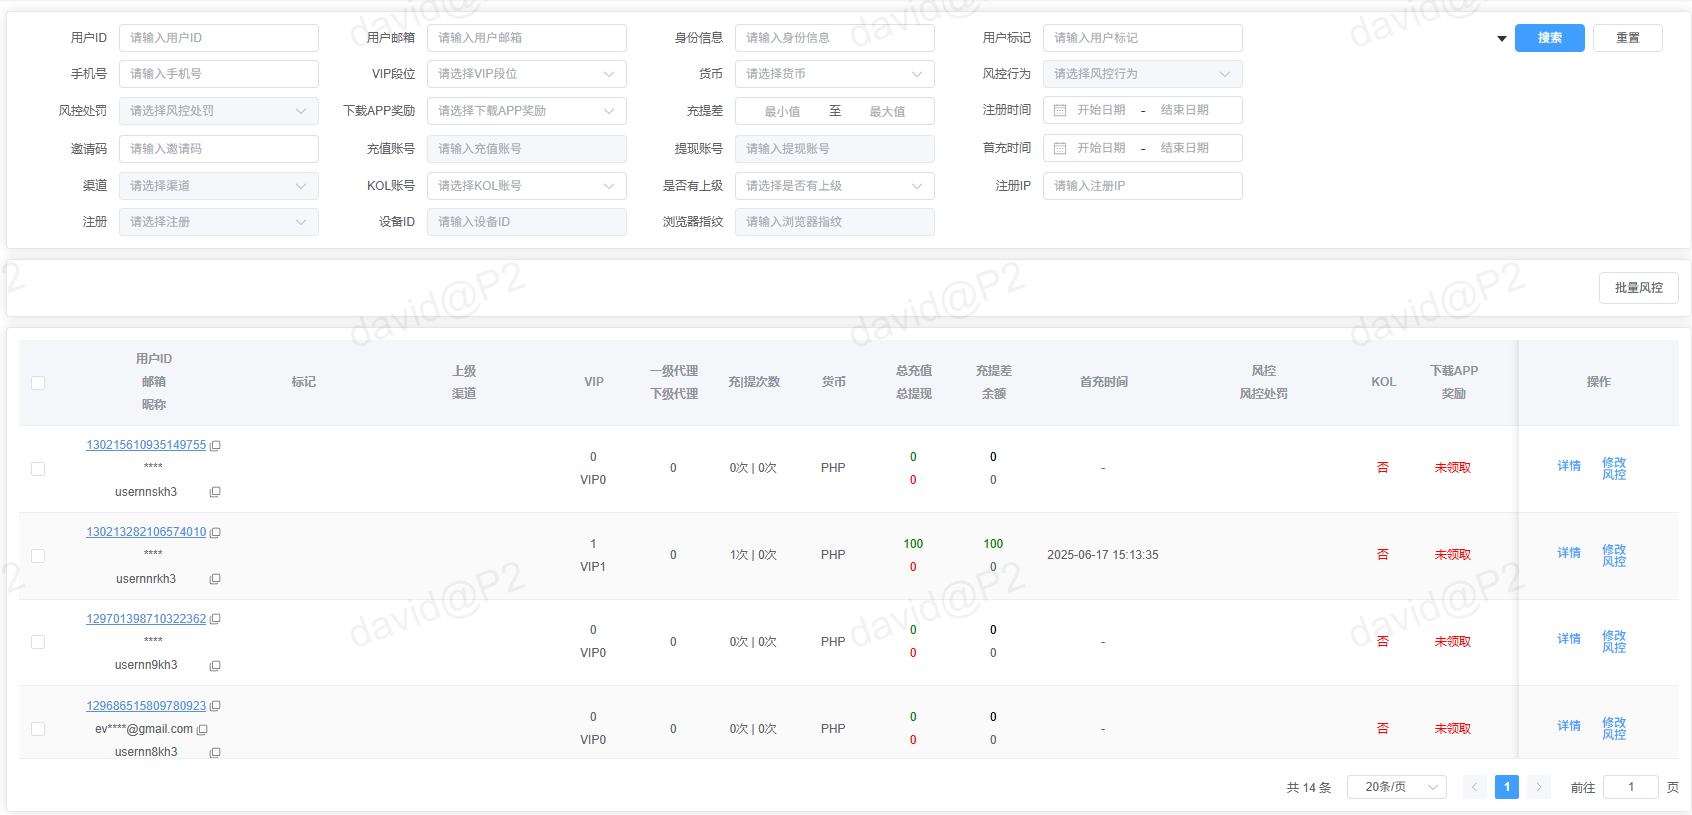 用户ID 请输入用户ID 用户邮箱 请输入用户邮箱 身份信息 请输入身份信息 用户标记 请输入用户标记 搜索 重置
手机号 请输入手机号 VIP段位 请选择VIP段位 货币 请选择货币 风控行为 请选择风控行为
风控处罚 请选择风控处罚 下载APP奖励 请选择下载APP奖励 充提差 最小值 至 最大值 注册时间 开始日期 - 结束日期
邀请码 请输入邀请码 充值账号 请输入充值账号 提现账号 请输入提现账号 首充时间 开始日期 - 结束日期
渠道 请选择渠道 KOL账号 请选择KOL账号 是否有上级 请选择是否有上级 注册IP 请输入注册IP
注册 请选择注册 设备ID 请输入设备ID 浏览器指纹 请输入浏览器指纹
批量风控
用户ID
邮箱
昵称
标记
上级
渠道
VIP
一级代理
下级代理
充|提次数
货币
总充值
总提现
充提差
余额
首充时间
风控
风控处罚
KOL
下载APP
奖励
操作
130215610935149755
****
usernnskh3
0
VIP0
0
0次 | 0次
PHP
0
0
0
0
-
否
未领取
详情
修改
风控
130213282106574010
****
usernnrkh3
1
VIP1
0
1次 | 0次
PHP
100
0
100
0
2025-06-17 15:13:35
否
未领取
详情
修改
风控
129701398710322362
****
usernn9kh3
0
VIP0
0
0次 | 0次
PHP
0
0
0
0
-
否
未领取
详情
修改
风控
129686515809780923
ev****@gmail.com
usernn8kh3
0
VIP0
0
0次 | 0次
PHP
0
0
0
0
-
否
未领取
详情
修改
风控
共 14 条 20条/页 1 前往 1 页
david@P2
david@P2
david@P2
david@P2
david@P2
david@P2